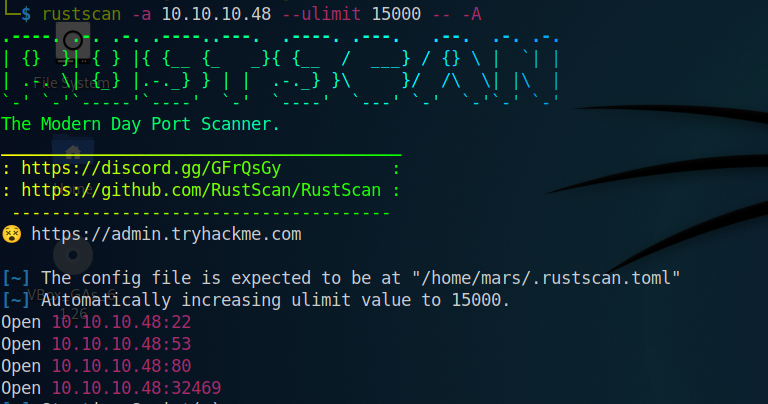 └─$ rustscan -a 10.10.10.48 --ulimit 15000 -- -A
File System
The Modern Day Port Scanner.
: https://discord.gg/GFrQsGy :
: https://github.com/RustScan/RustScan :
----------------------------------------
😵 https://admin.tryhackme.com
[~] The config file is expected to be at "/home/mars/.rustscan.toml"
[~] Automatically increasing ulimit value to 15000.
Open 10.10.10.48:22
Open 10.10.10.48:53
Open 10.10.10.48:80
Open 10.10.10.48:32469